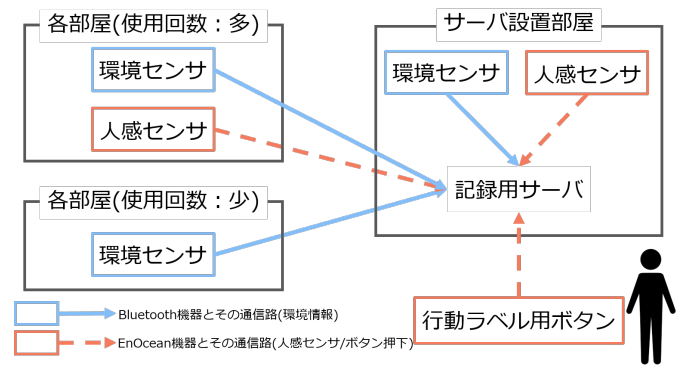 各部屋(使用回数：多)
環境センサ
人感センサ
各部屋(使用回数：少)
環境センサ
サーバ設置部屋
環境センサ
人感センサ
記録用サーバ
行動ラベル用ボタン
Bluetooth機器とその通信路(環境情報)
EnOcean機器とその通信路(人感センサ/ボタン押下)